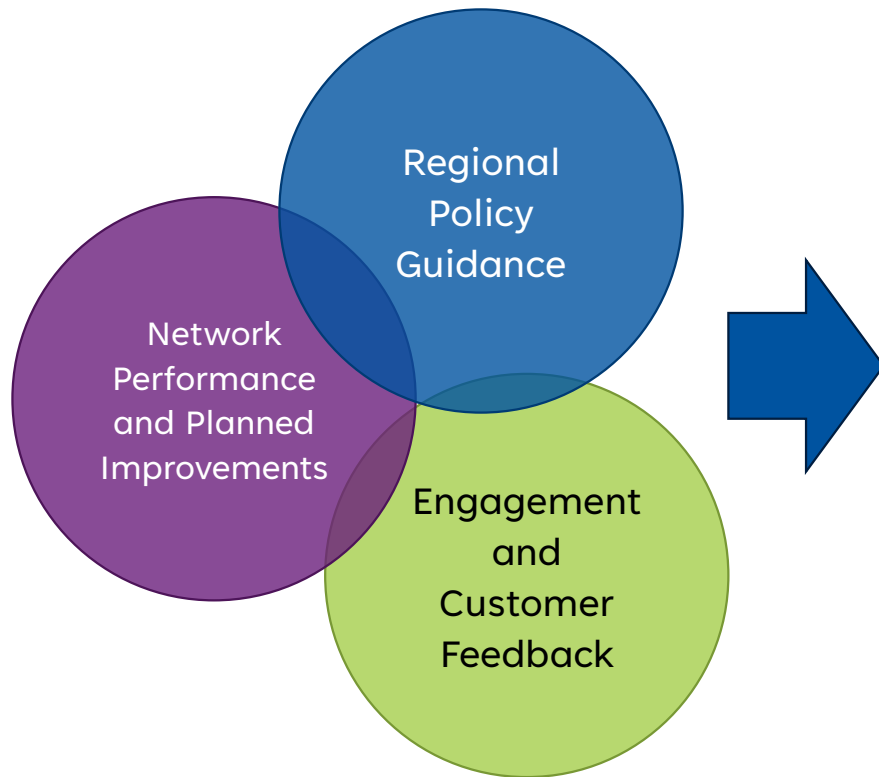 Regional
Policy
Guidance
Network
Performance
and Planned
Improvements
Engagement
and
Customer
Feedback